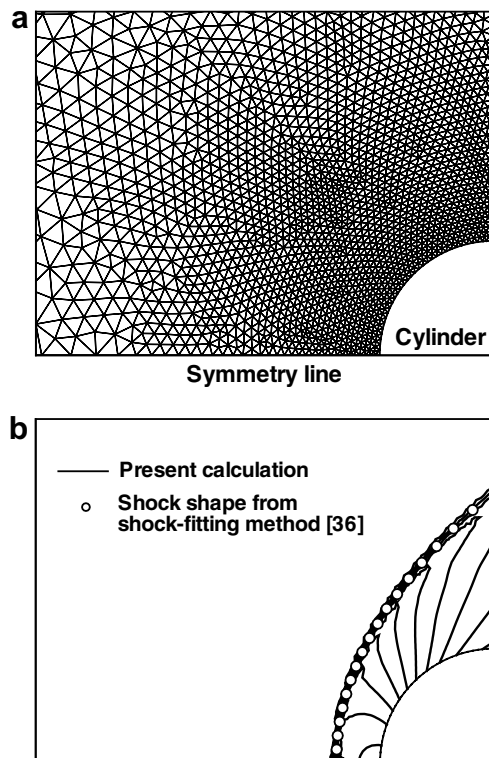 a
Cylinder
Symmetry line
b
Present calculation
Shock shape from
shock-fitting method [36]